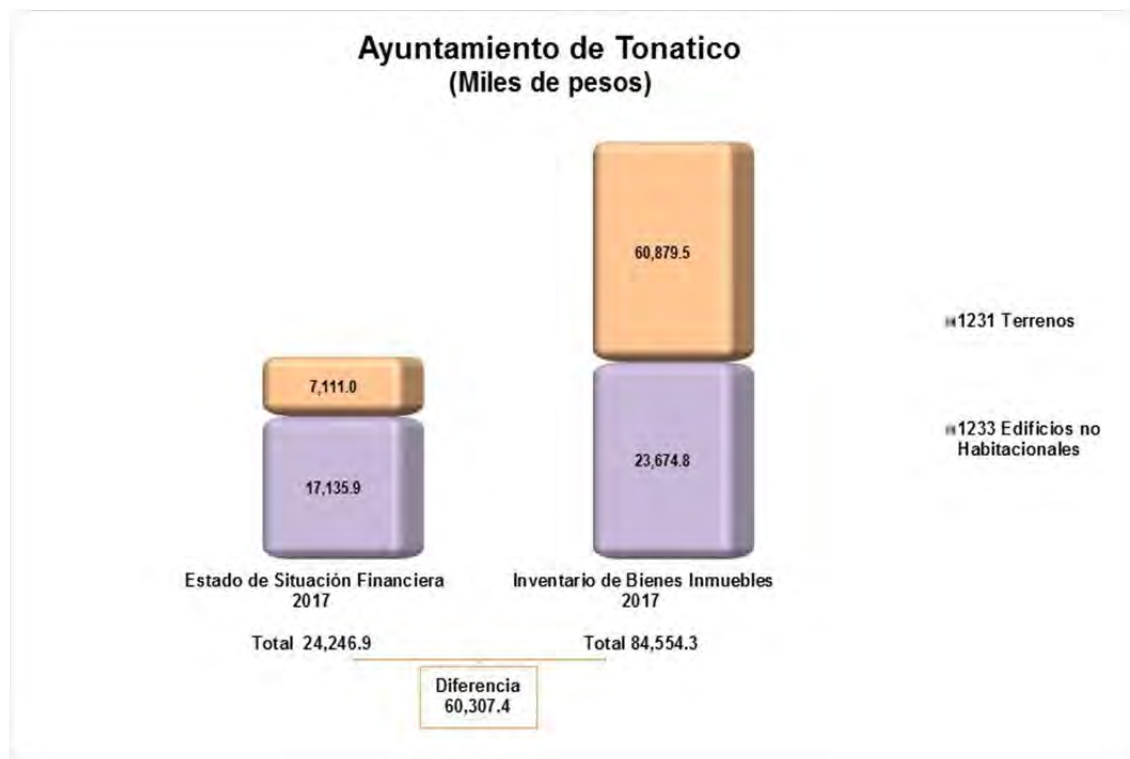 Ayuntamiento de Tonatico
(Miles de pesos)
60,879.5
1231 Terrenos
7,111.0
1233 Edificios no
Habitacionales
23,674.8
17,135.9
Estado de Situación Financiera
2017
Inventario de Bienes Inmuebles
2017
Total 24,246.9
Total 84,554.3
Diferencia
60,307.4